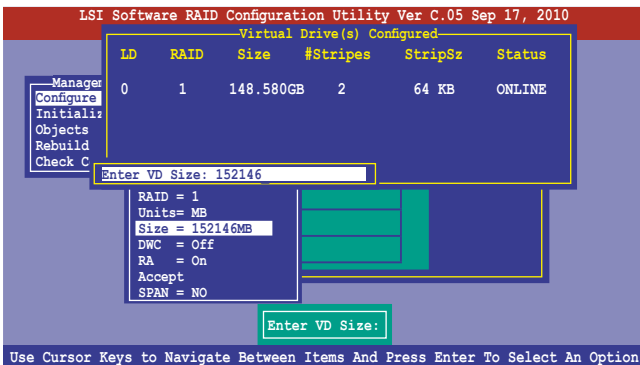 LSI Software RAID Configuration Utility Ver C.05 Sep 17, 2010
Virtual Drive(s) Configured
LD RAID Size #Stripes StripSz Status
0 1 148.580GB 2 64 KB ONLINE
Managem
Configure
Initializ
Objects
Rebuild
Check C
Enter VD Size: 152146_
RAID = 1
Units= MB
Size = 152146MB
DWC = Off
RA = On
Accept
SPAN = NO
Enter VD Size:
Use Cursor Keys to Navigate Between Items And Press Enter To Select An Option